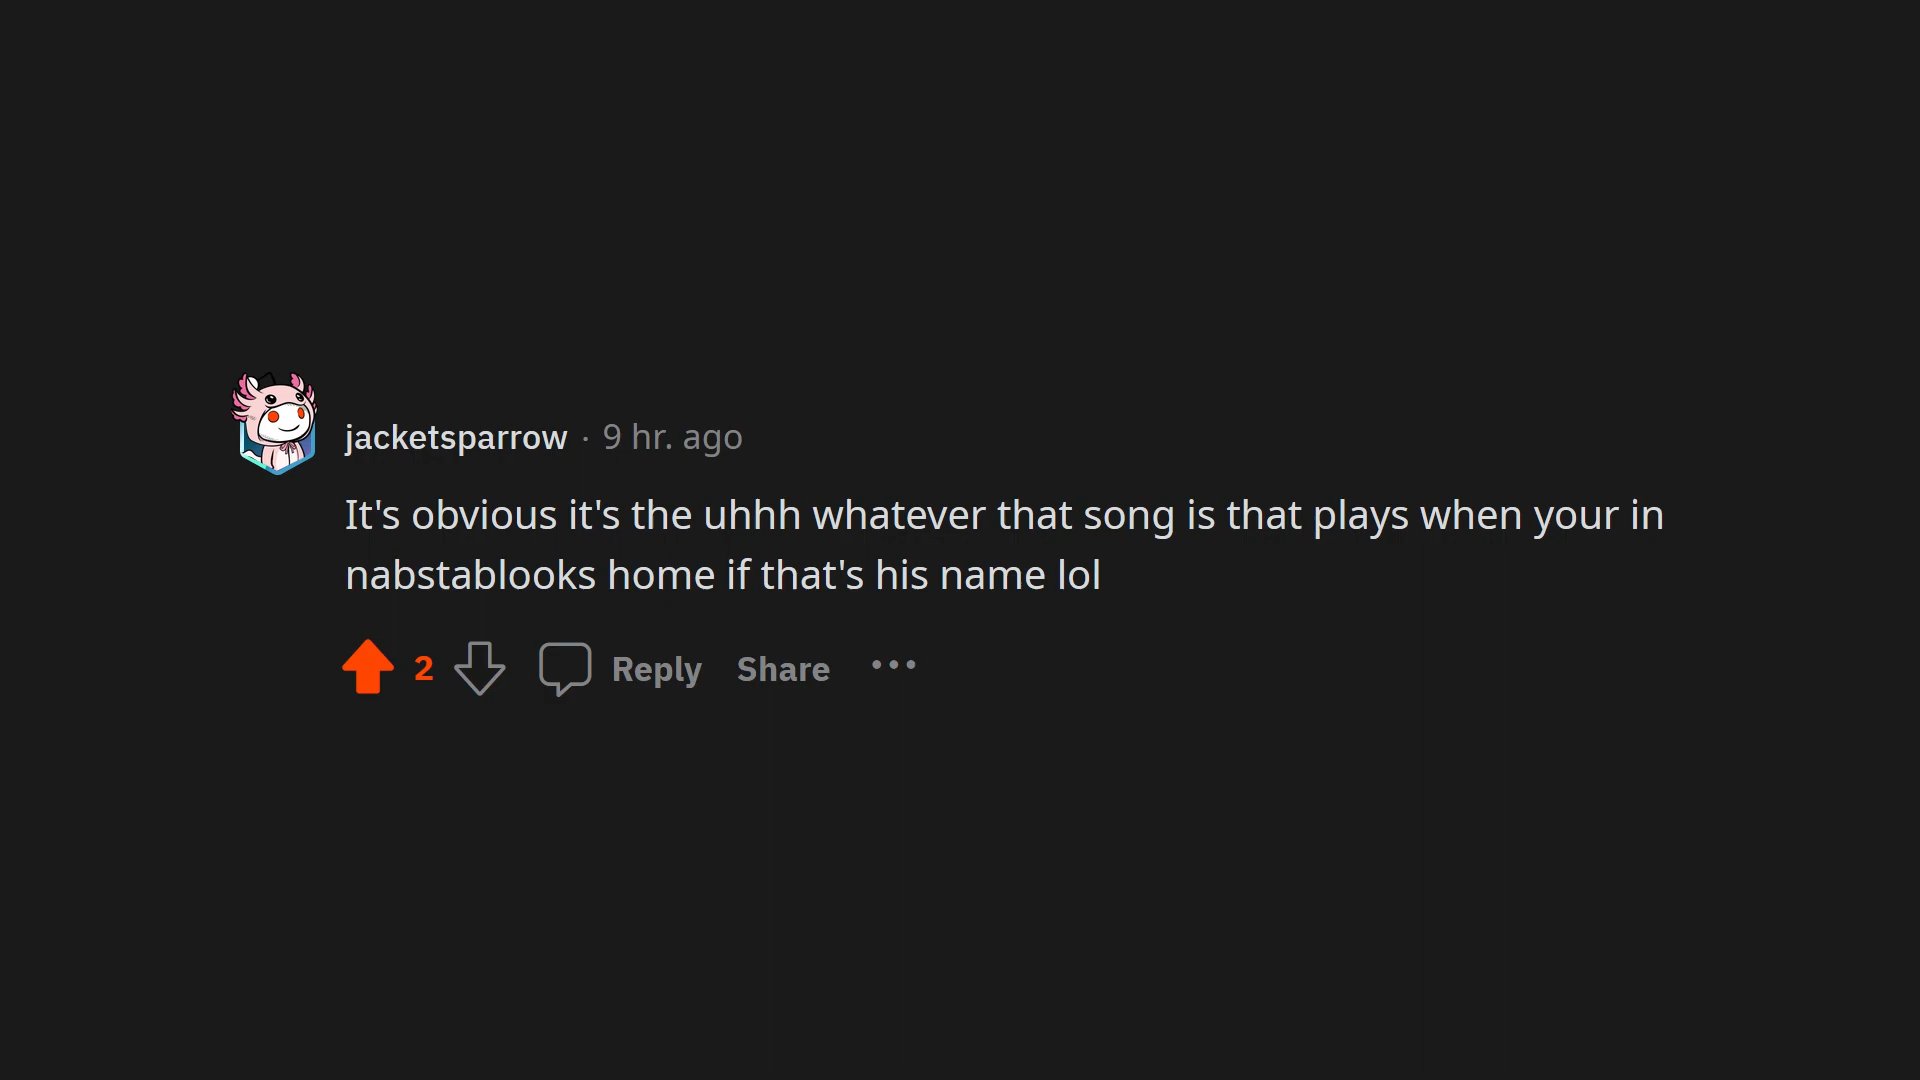 jacketsparrow · 9 hr. ago
It's obvious it's the uhhh whatever that song is that plays when your in
nabstablooks home if that's his name lol
2 Reply Share ...